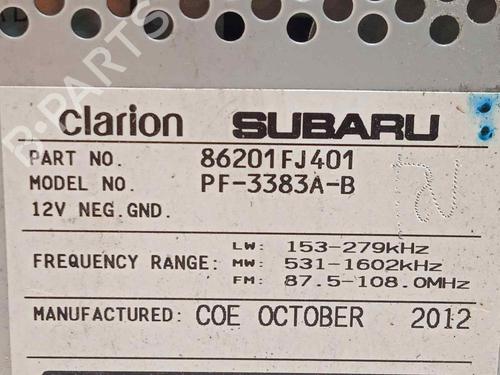 B-PARTS
Clarion SUBARU
PART NO. 86201FJ401
MODEL NO. PF-3383A-B
12V NEG.GND.
LW: 153-279kHz
FREQUENCY RANGE: MW: 531-1602kHz
FM: 87.5-108.0MHz
MANUFACTURED: COE OCTOBER 2012